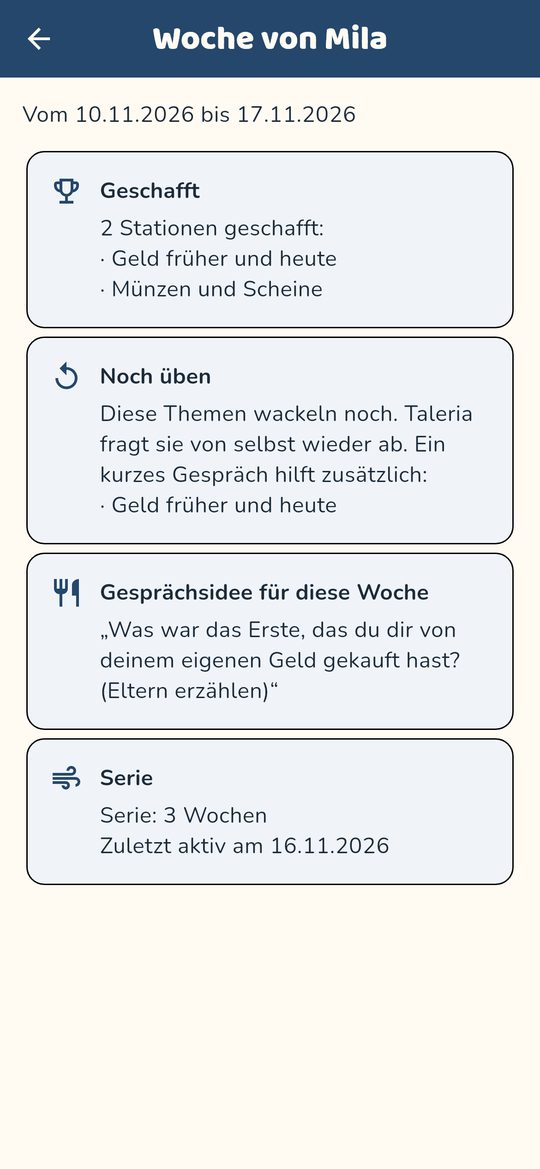 Woche von Mila
Vom 10.11.2026 bis 17.11.2026
Geschafft
2 Stationen geschafft:
· Geld früher und heute
· Münzen und Scheine
Noch üben
Diese Themen wackeln noch. Taleria
fragt sie von selbst wieder ab. Ein
kurzes Gespräch hilft zusätzlich:
· Geld früher und heute
Gesprächsidee für diese Woche
„Was war das Erste, das du dir von
deinem eigenen Geld gekauft hast?
(Eltern erzählen)“
Serie
Serie: 3 Wochen
Zuletzt aktiv am 16.11.2026